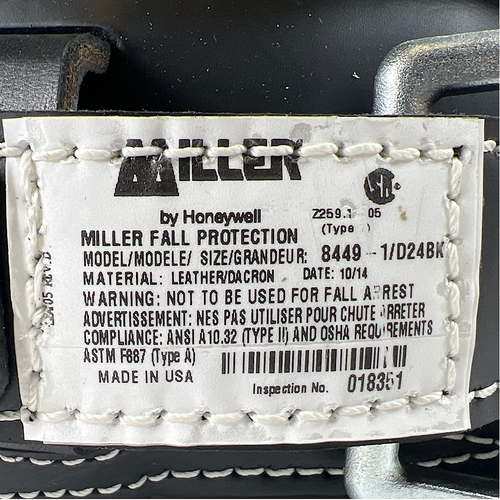 MILLER
SA
by Honeywell
Z259.1 05
(Type )
MILLER FALL PROTECTION
MODEL/MODELE/ SIZE/GRANDEUR: 8449 -1/D24BK
MATERIAL: LEATHER/DACRON DATE: 10/14
WARNING: NOT TO BE USED FOR FALL ARREST
ADVERTISSEMENT: NES PAS UTILISER POUR CHUTE ARRETER
COMPLIANCE: ANSI A10.32 (TYPE II) AND OSHA REQUIREMENTS
ASTM F887 (Type A)
MADE IN USA
Inspection No. 018351